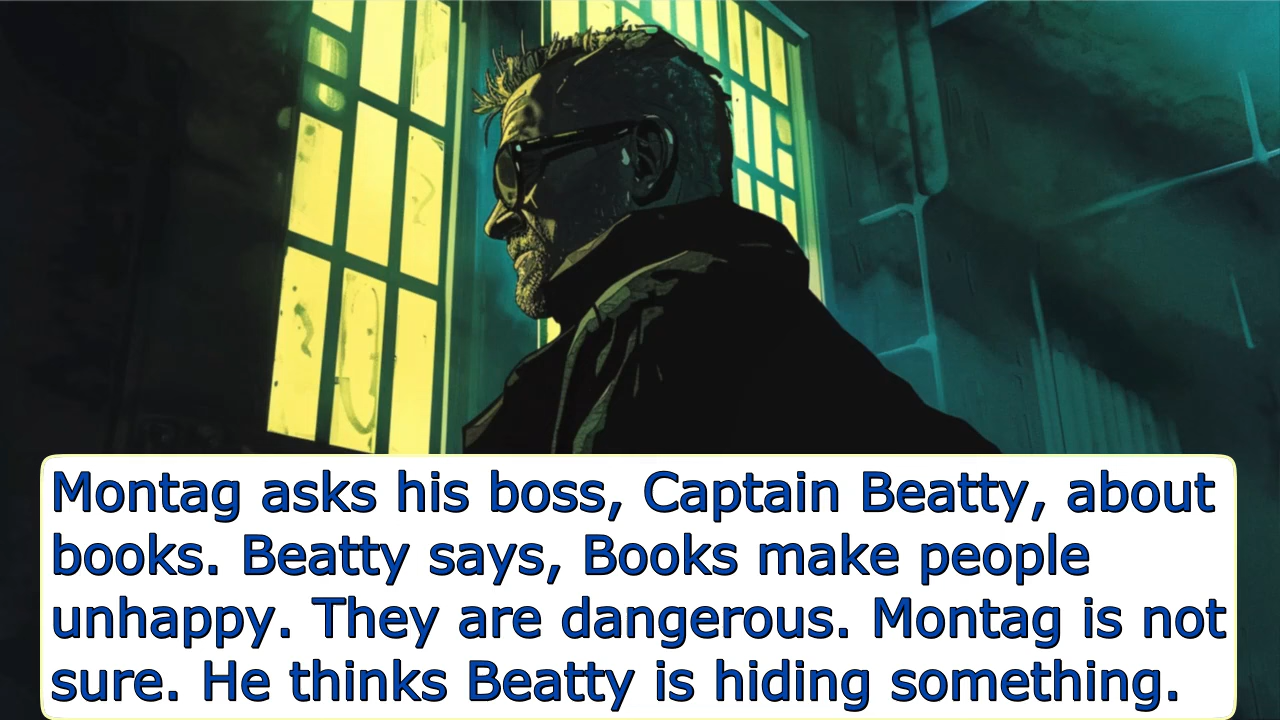 Montag asks his boss, Captain Beatty, about
books. Beatty says, Books make people
unhappy. They are dangerous. Montag is not
sure. He thinks Beatty is hiding something.